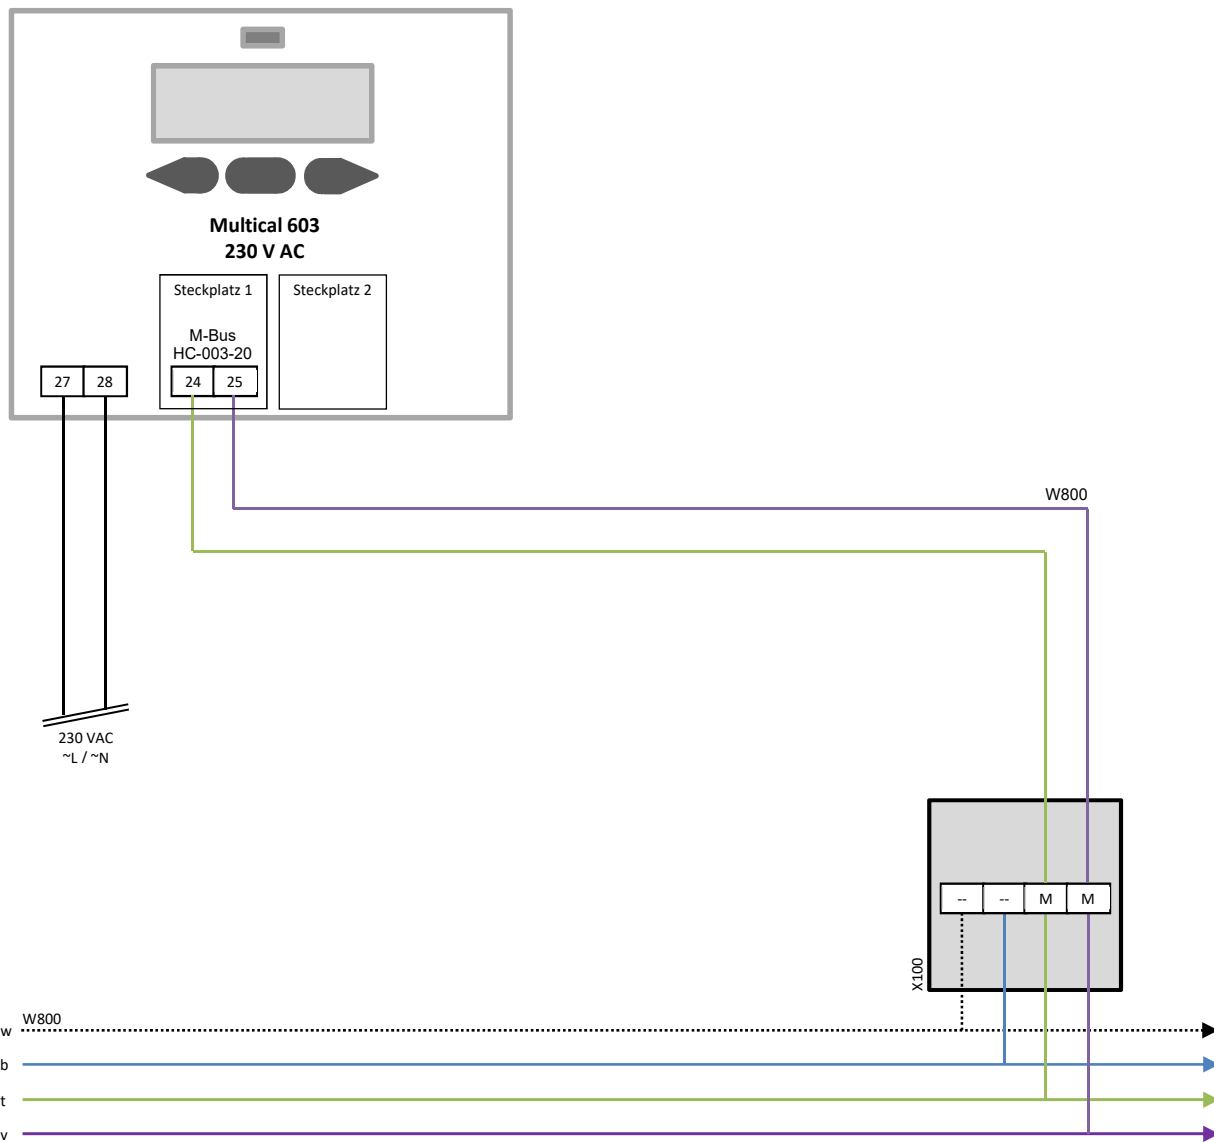 Multical 603
230 V AC
Steckplatz 1
Steckplatz 2
M-Bus
HC-003-20
27 28
24 25
W800
230 VAC
~L / ~N
-- -- M M
X100
W800
w
b
t
v